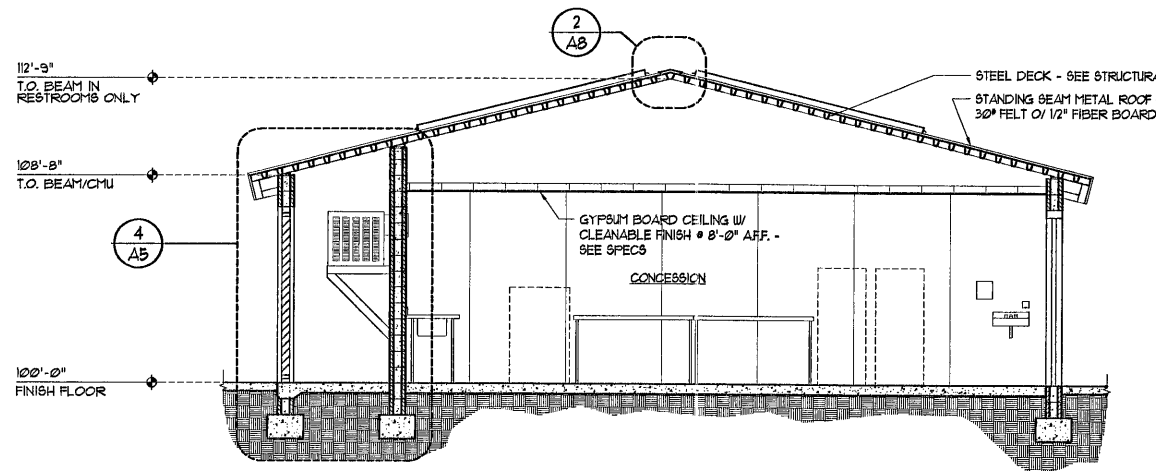 2
A8
112'-9"
T.O. BEAM IN
RESTROOMS ONLY
STEEL DECK - SEE STRUCTURA
STANDING SEAM METAL ROOF
30# FELT O/ 1/2" FIBER BOARD
108'-8"
T.O. BEAM/CMU
4
A5
GYPSUM BOARD CEILING W/
CLEANABLE FINISH @ 8'-0" A.F.F. -
SEE SPECS
CONCESSION
100'-0"
FINISH FLOOR